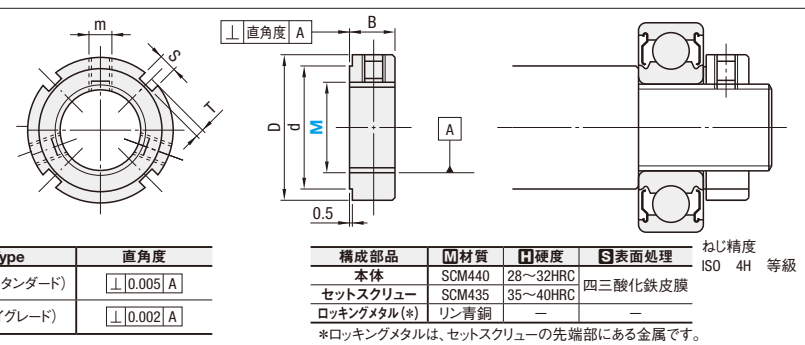 m
S
T
⊥ 直角度 A
B
D
d
M
A
0.5
ype 直角度
タンダード) ⊥ 0.005 A
イグレード) ⊥ 0.002 A
構成部品 M材質 H硬度 S表面処理
本体 SCM440 28～32HRC 四三酸化鉄皮膜
セットスクリュー SCM435 35～40HRC
ロッキングメタル(*) リン青銅 － －
*ロッキングメタルは、セットスクリューの先端部にある金属です。
ねじ精度
ISO 4H 等級